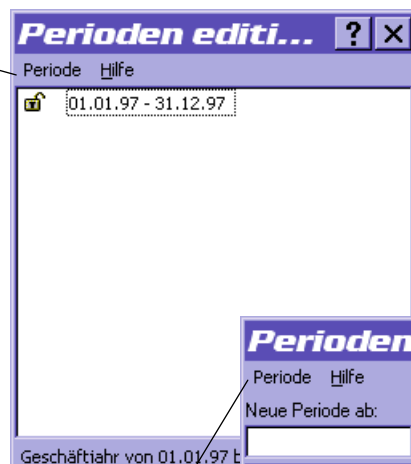 Perioden editi...
Periode Hilfe
01.01.97 - 31.12.97
Perioden
Periode Hilfe
Neue Periode ab:
Geschäftjahr von 01.01.97 b